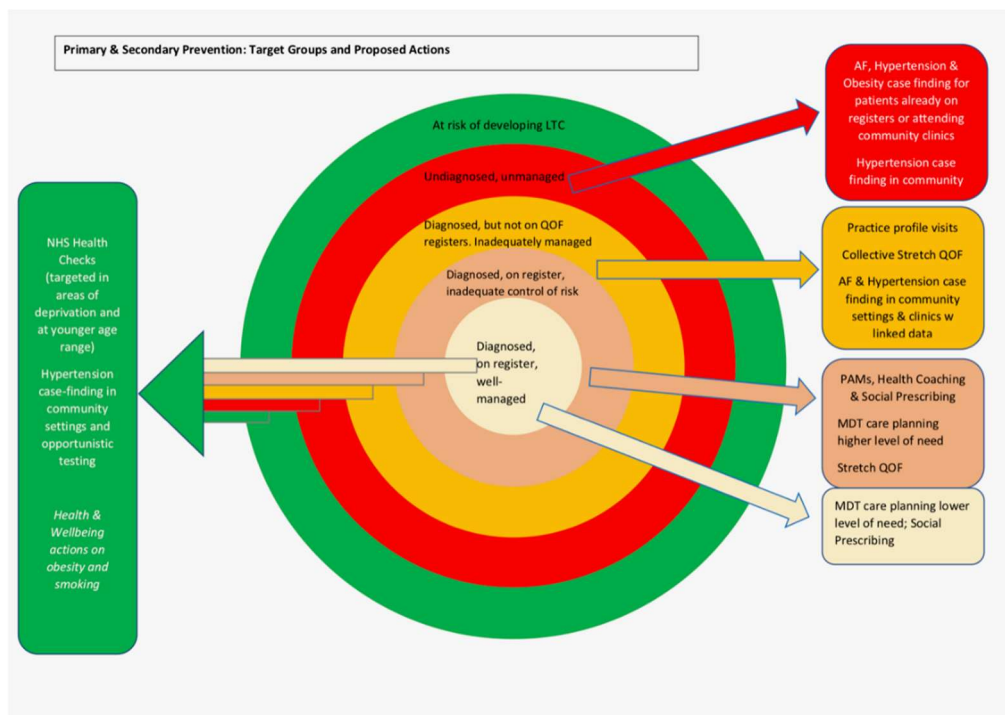 Primary & Secondary Prevention: Target Groups and Proposed Actions
At risk of developing LTC
Undiagnosed, unmanaged
Diagnosed, but not on QOF
registers. Inadequately managed
Diagnosed, on register,
inadequate control of risk
Diagnosed,
on register,
well-
managed
NHS Health
Checks
(targeted in
areas of
deprivation and
at younger age
range)
Hypertension
case-finding in
community
settings and
opportunistic
testing
Health &
Wellbeing
actions on
obesity and
smoking
AF, Hypertension &
Obesity case finding for
patients already on
registers or attending
community clinics
Hypertension case
finding in community
Practice profile visits
Collective Stretch QOF
AF & Hypertension case
finding in community
settings & clinics w
linked data
PAMs, Health Coaching
& Social Prescribing
MDT care planning
higher level of need
Stretch QOF
MDT care planning lower
level of need; Social
Prescribing